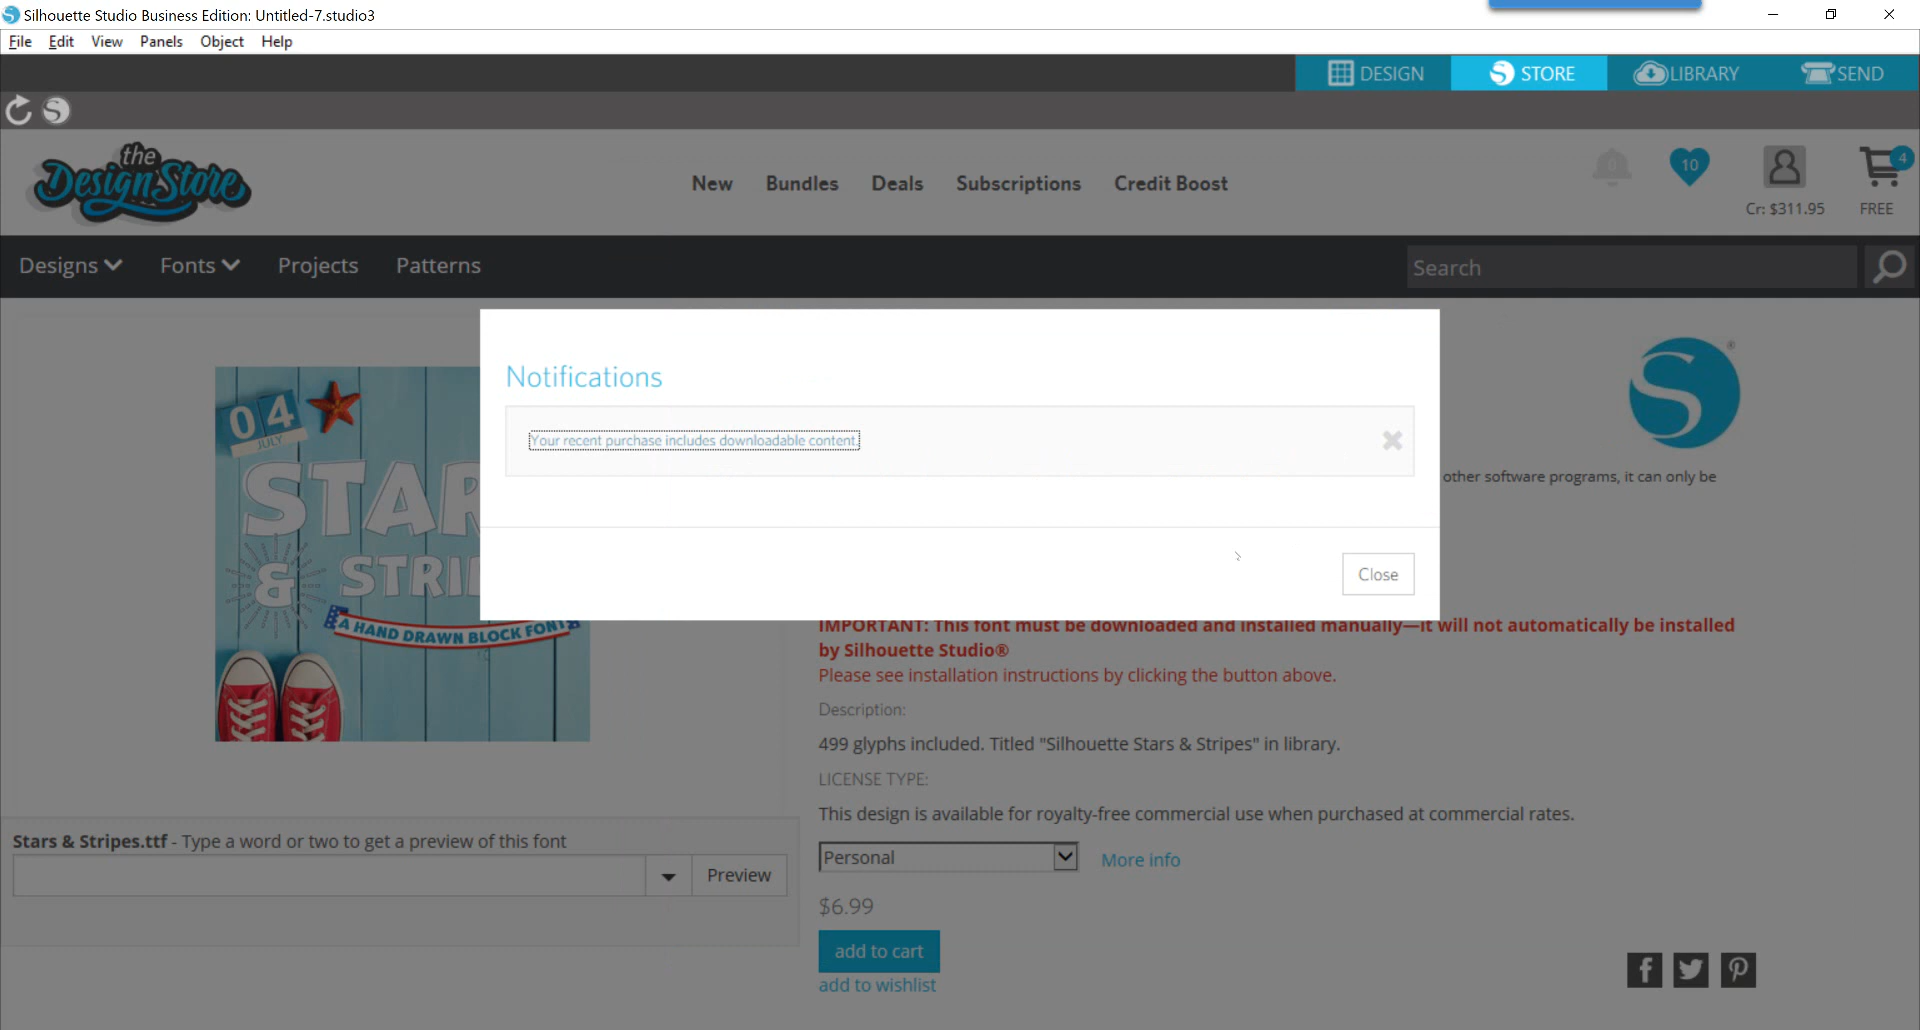 Silhouette Studio Business Edition: Untitled-7.studio3
File Edit View Panels Object Help
DESIGN STORE LIBRARY SEND
the
Design Store
New Bundles Deals Subscriptions Credit Boost
0 10 4
Cr: $311.95 FREE
Designs Fonts Projects Patterns
Search
Notifications
Your recent purchase includes downloadable content.
Close
04
JULY
STAR
&
STRI
A HAND DRAWN BLOCK FONT
other software programs, it can only be
IMPORTANT: This font must be downloaded and installed manually—it will not automatically be installed
by Silhouette Studio®
Please see installation instructions by clicking the button above.
Description:
499 glyphs included. Titled "Silhouette Stars & Stripes" in library.
LICENSE TYPE:
This design is available for royalty-free commercial use when purchased at commercial rates.
Personal More info
$6.99
add to cart
add to wishlist
Stars & Stripes.ttf - Type a word or two to get a preview of this font
Preview